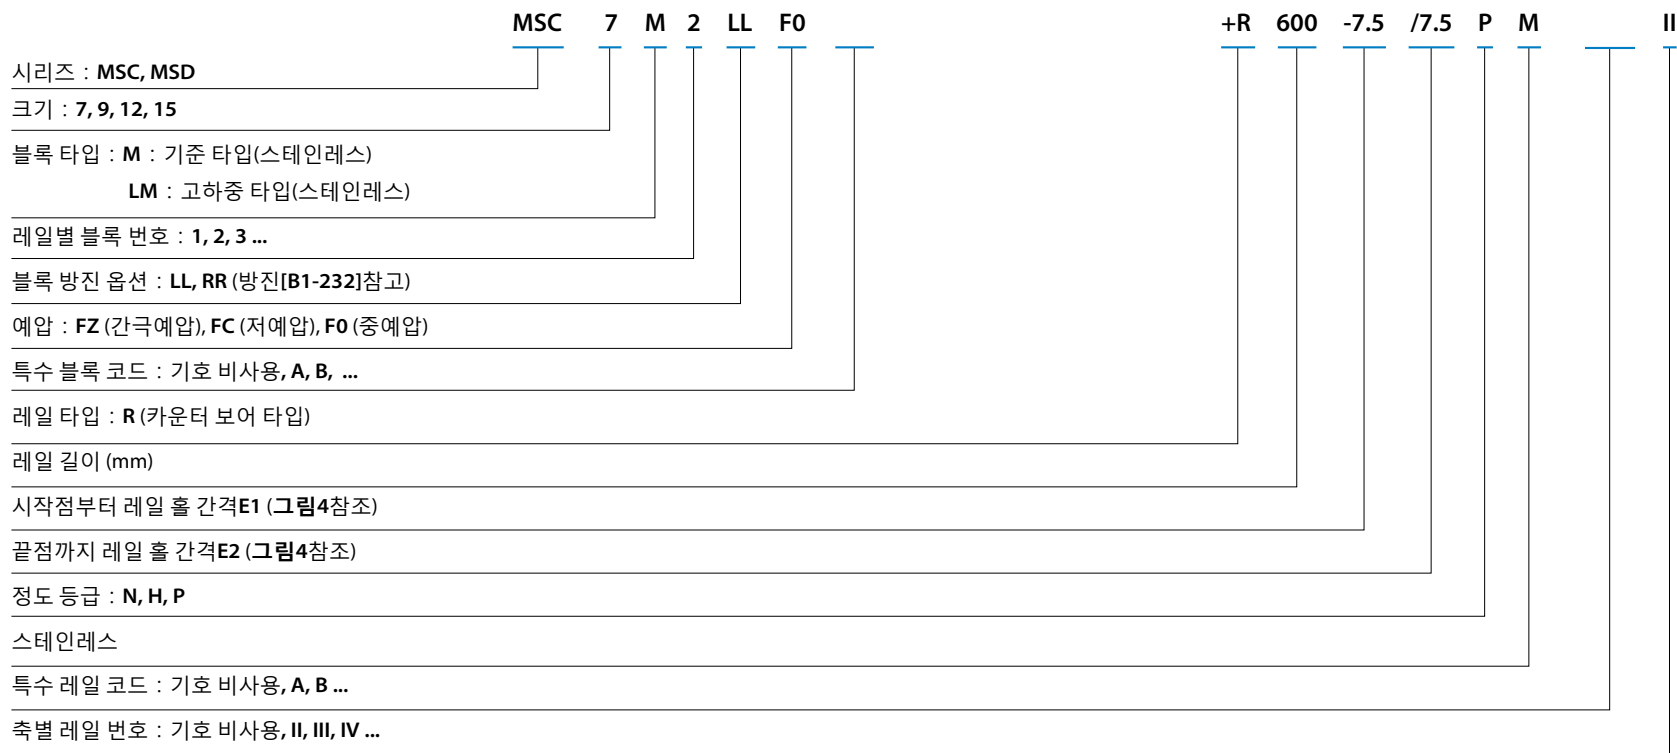 MSC 7 M 2 LL F0 +R 600 -7.5 /7.5 P M II
시리즈 : MSC, MSD
크기 : 7, 9, 12, 15
블록 타입 : M : 기준 타입(스테인레스)
LM : 고하중 타입(스테인레스)
레일별 블록 번호 : 1, 2, 3 ...
블록 방진 옵션 : LL, RR (방진[B1-232]참고)
예압 : FZ (간극예압), FC (저예압), F0 (중예압)
특수 블록 코드 : 기호 비사용, A, B, ...
레일 타입 : R (카운터 보어 타입)
레일 길이 (mm)
시작점부터 레일 홀 간격E1 (그림4참조)
끝점까지 레일 홀 간격E2 (그림4참조)
정도 등급 : N, H, P
스테인레스
특수 레일 코드 : 기호 비사용, A, B ...
축별 레일 번호 : 기호 비사용, II, III, IV ...